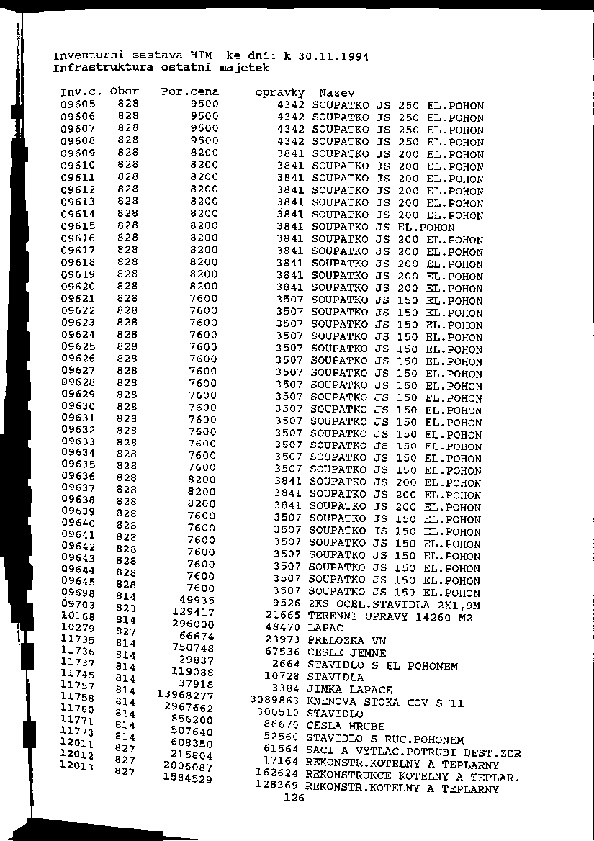 Inventurni sestava HIM ke dni: k 30.11.1994
Infrastruktura ostatni majetek
Inv.c. Obor Por.cena opravky Nazev
09605 828 9500 4342 SOUPATKO JS 250 EL.POHON
09606 828 9500 4342 SOUPATKO JS 250 EL.POHON
09607 828 9500 4342 SOUPATKO JS 250 EL.POHON
09608 828 9500 4342 SOUPATKO JS 250 EL.POHON
09609 828 8200 3841 SOUPATKO JS 200 EL.POHON
09610 828 8200 3841 SOUPATKO JS 200 EL.POHON
09611 828 8200 3841 SOUPATKO JS 200 EL.POHON
09612 828 8200 3841 SOUPATKO JS 200 EL.POHON
09613 828 8200 3841 SOUPATKO JS 200 EL.POHON
09614 828 8200 3841 SOUPATKO JS 200 EL.POHON
09615 828 8200 3841 SOUPATKO JS EL.POHON
09616 828 8200 3841 SOUPATKO JS 200 EL.POHON
09617 828 8200 3841 SOUPATKO JS 200 EL.POHON
09618 828 8200 3841 SOUPATKO JS 200 EL.POHON
09619 828 8200 3841 SOUPATKO JS 200 EL.POHON
09620 828 8200 3841 SOUPATKO JS 200 EL.POHON
09621 828 7600 3507 SOUPATKO JS 150 EL.POHON
09622 828 7600 3507 SOUPATKO JS 150 EL.POHON
09623 828 7600 3507 SOUPATKO JS 150 EL.POHON
09624 828 7600 3507 SOUPATKO JS 150 EL.POHON
09625 828 7600 3507 SOUPATKO JS 150 EL.POHON
09626 828 7600 3507 SOUPATKO JS 150 EL.POHON
09627 828 7600 3507 SOUPATKO JS 150 EL.POHON
09628 828 7600 3507 SOUPATKO JS 150 EL.POHON
09629 828 7600 3507 SOUPATKO JS 150 EL.POHON
09630 828 7600 3507 SOUPATKO JS 150 EL.POHON
09631 828 7600 3507 SOUPATKO JS 150 EL.POHON
09632 828 7600 3507 SOUPATKO JS 150 EL.POHON
09633 828 7600 3507 SOUPATKO JS 150 EL.POHON
09634 828 7600 3507 SOUPATKO JS 150 EL.POHON
09635 828 7600 3507 SOUPATKO JS 150 EL.POHON
09636 828 8200 3841 SOUPATKO JS 200 EL.POHON
09637 828 8200 3841 SOUPATKO JS 200 EL.POHON
09638 828 8200 3841 SOUPATKO JS 200 EL.POHON
09639 828 7600 3507 SOUPATKO JS 150 EL.POHON
09640 828 7600 3507 SOUPATKO JS 150 EL.POHON
09641 828 7600 3507 SOUPATKO JS 150 EL.POHON
09642 828 7600 3507 SOUPATKO JS 150 EL.POHON
09643 828 7600 3507 SOUPATKO JS 150 EL.POHON
09644 828 7600 3507 SOUPATKO JS 150 EL.POHON
09645 828 7600 3507 SOUPATKO JS 150 EL.POHON
09698 814 49935 9526 2KS OCEL.STAVIDLA 2X1,9M
09703 823 129417 21665 TERENNI UPRAVY 14260 M2
10168 296000 48470 LAPAC
10279 827 66674 23973 PRELOZKA VN
11735 814 750748 67536 CESLE JEMNE
11736 814 29837 2664 STAVIDLO S EL POHONEM
11737 814 119088 10728 STAVIDLA
11745 814 37918 3384 JIMKA LAPACE
11757 814 13968277 3089863 KMENOVA STOKA COV S 11
11758 814 2967662 300510 STAVIDLO
11760 814 856200 86670 CESLA HRUBE
11771 814 507640 52560 STAVIDLO S RUC.POHONEM
11773 814 608350 61564 SACI A VYTLAC.POTRUBI DEST.ZDR
12011 827 215804 17164 REKONSTR.KOTELNY A TEPLARNY
12012 827 2005087 162624 REKONSTRUKCE KOTELNY A TEPLAR.
12013 827 1584529 128369 REKONSTR.KOTELNY A TEPLARNY
126